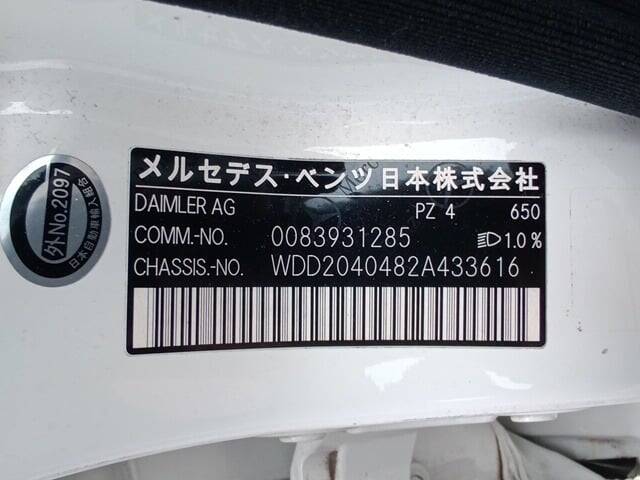 外No.2097
日本自動車輸入組合
メルセデス・ベンツ日本株式会社
DAIMLER AG PZ 4 650
COMM.-NO. 0083931285 1.0%
CHASSIS.-NO. WDD2040482A433616